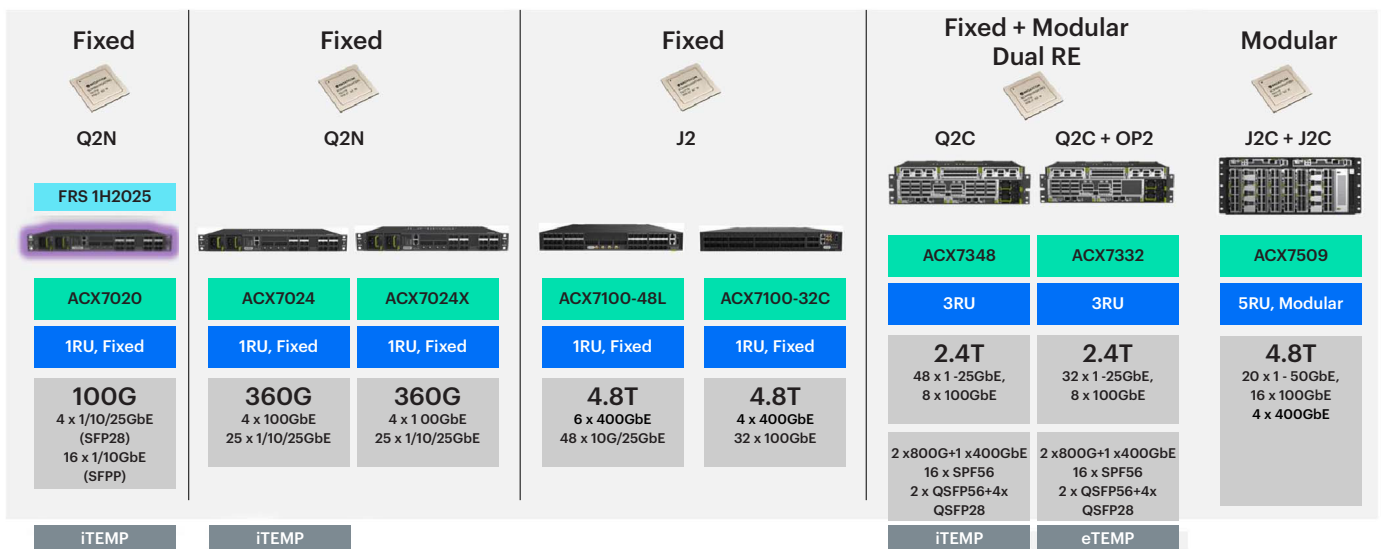 Fixed
Q2N
FRS 1H2025
ACX7020
1RU, Fixed
100G
4 x 1/10/25GbE
(SFP28)
16 x 1/10GbE
(SFPP)
iTEMP
Fixed
Q2N
ACX7024
1RU, Fixed
360G
4 x 100GbE
25 x 1/10/25GbE
iTEMP
ACX7024X
1RU, Fixed
360G
4 x 1 00GbE
25 x 1/10/25GbE
Fixed
J2
ACX7100-48L
1RU, Fixed
4.8T
6 x 400GbE
48 x 10G/25GbE
ACX7100-32C
1RU, Fixed
4.8T
4 x 400GbE
32 x 100GbE
Fixed + Modular
Dual RE
Q2C
ACX7348
3RU
2.4T
48 x 1 -25GbE,
8 x 100GbE
2 x800G+1 x400GbE
16 x SPF56
2 x QSFP56+4x
QSFP28
iTEMP
Q2C + OP2
ACX7332
3RU
2.4T
32 x 1 -25GbE,
8 x 100GbE
2 x800G+1 x400GbE
16 x SPF56
2 x QSFP56+4x
QSFP28
eTEMP
Modular
J2C + J2C
ACX7509
5RU, Modular
4.8T
20 x 1 - 50GbE,
16 x 100GbE
4 x 400GbE